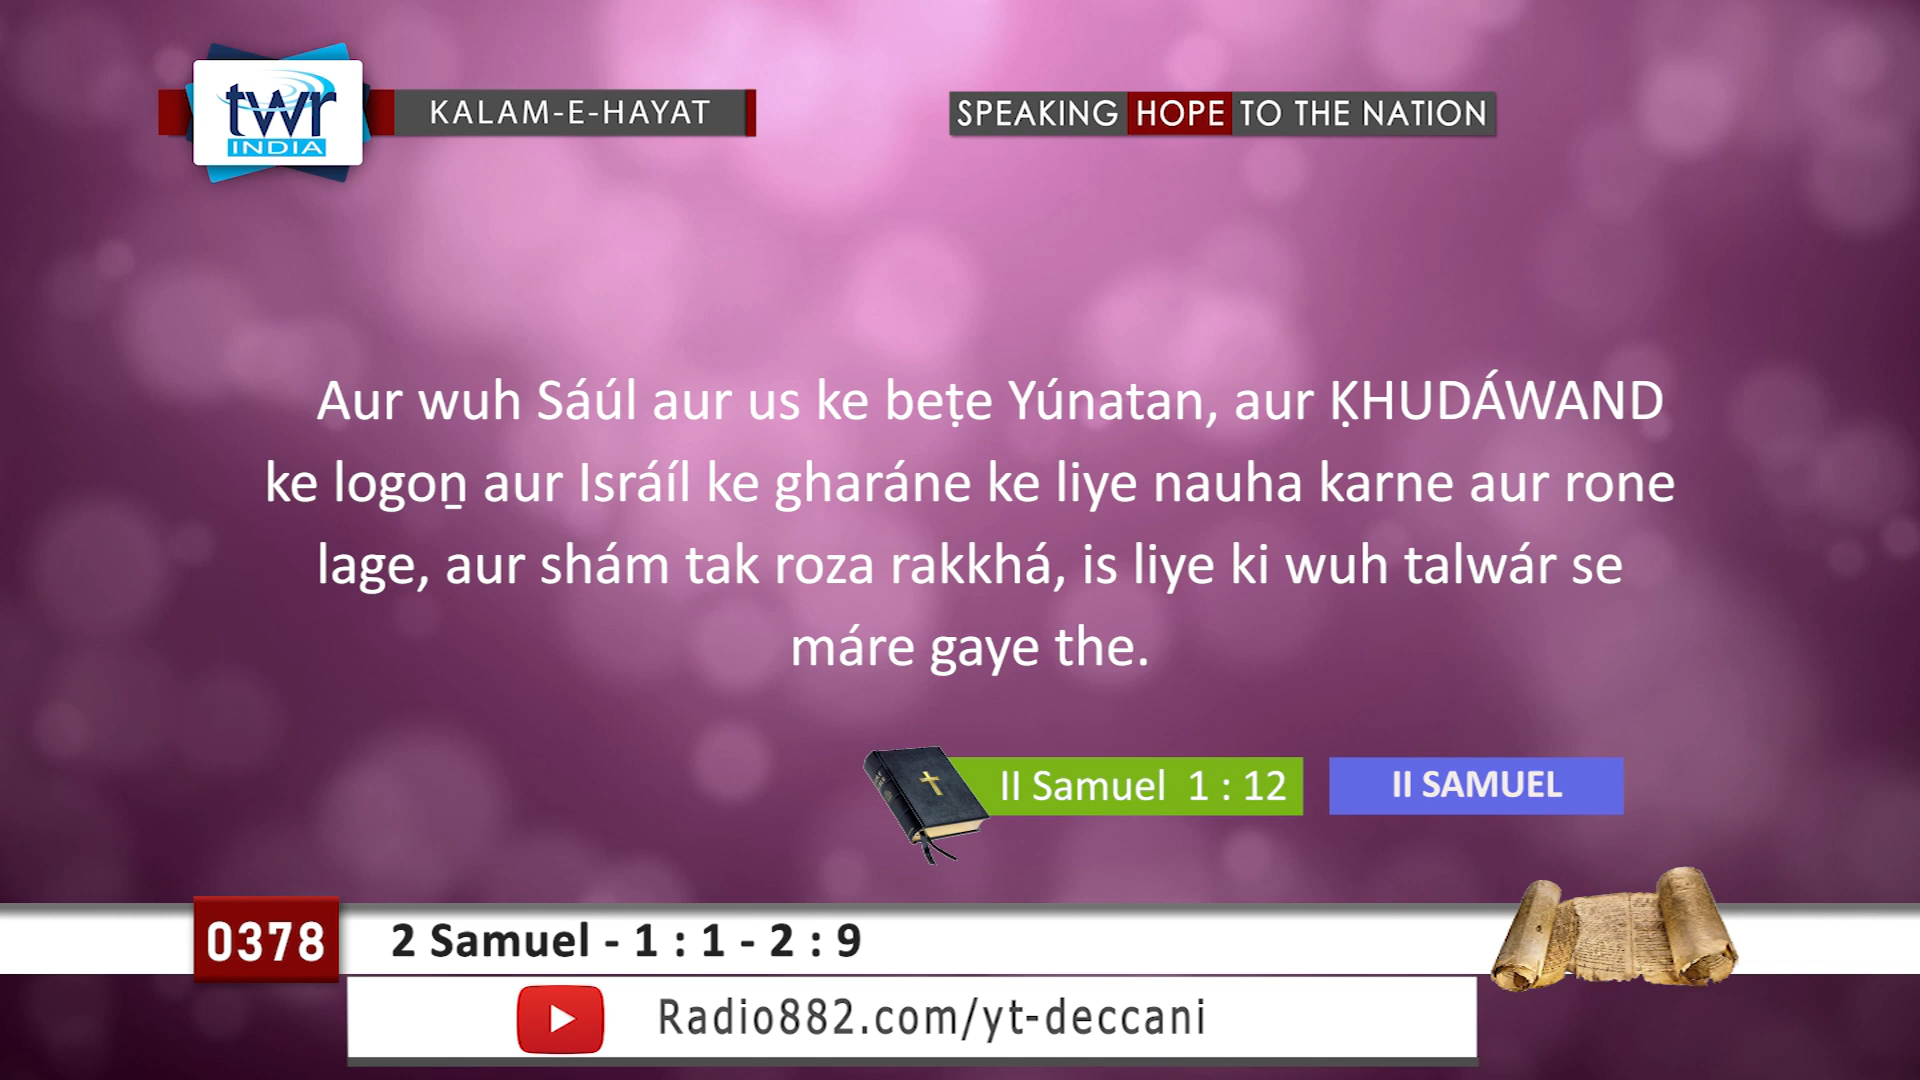 twr
INDIA
KALAM-E-HAYAT
SPEAKING HOPE TO THE NATION
Aur wuh Sáúl aur us ke beṭe Yúnatan, aur ḲHUDÁWAND
ke logoṉ aur Isráíl ke gharáne ke liye nauha karne aur rone
lage, aur shám tak roza rakkhá, is liye ki wuh talwár se
máre gaye the.
II Samuel 1 : 12
II SAMUEL
0378
2 Samuel - 1 : 1 - 2 : 9
Radio882.com/yt-deccani